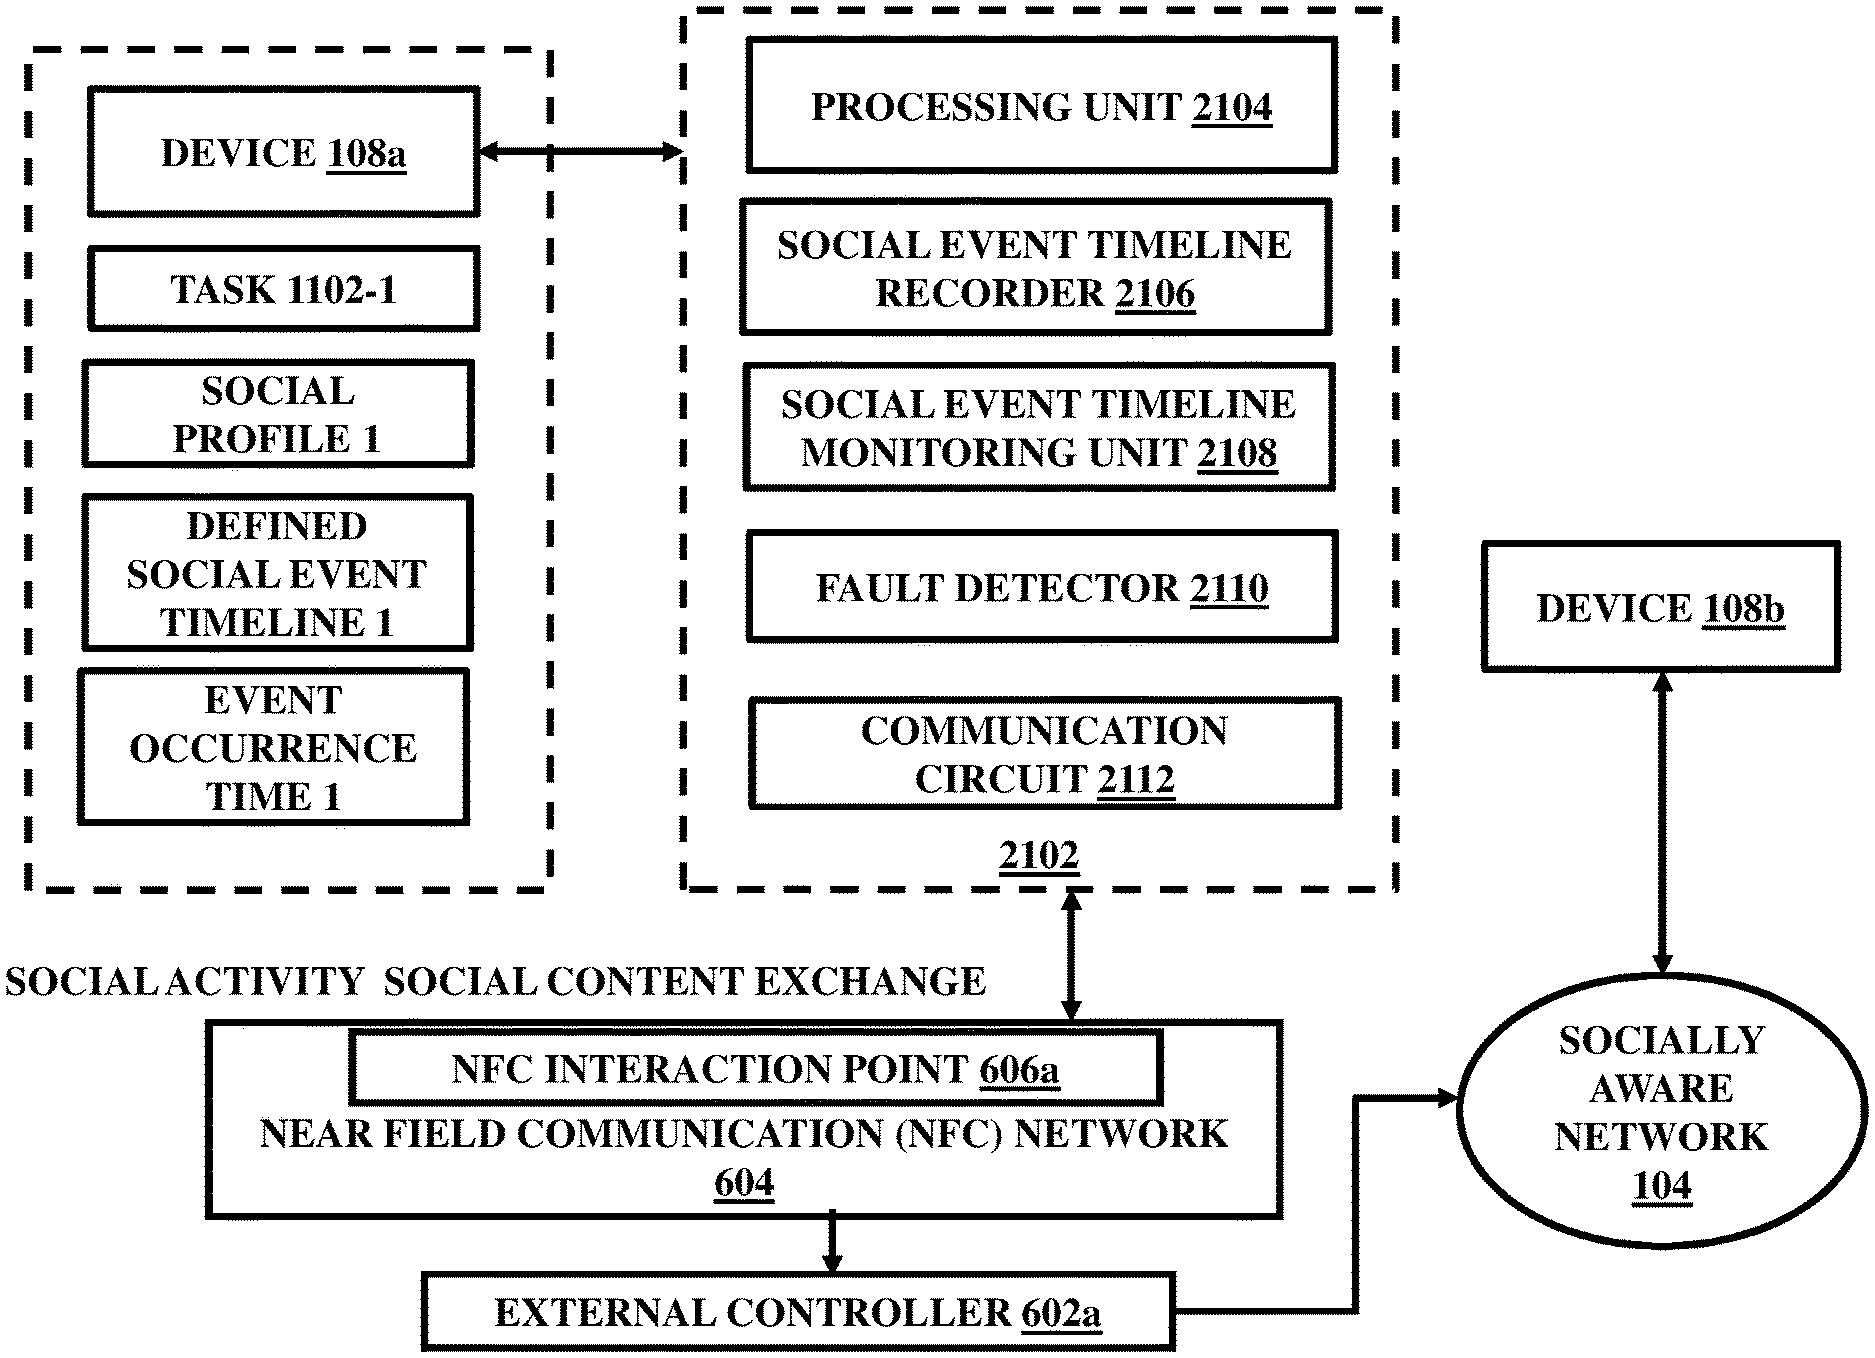 DEVICE 108a
TASK 1102-1
SOCIAL
PROFILE 1
DEFINED
SOCIAL EVENT
TIMELINE 1
EVENT
OCCURRENCE
TIME 1
PROCESSING UNIT 2104
SOCIAL EVENT TIMELINE
RECORDER 2106
SOCIAL EVENT TIMELINE
MONITORING UNIT 2108
FAULT DETECTOR 2110
COMMUNICATION
CIRCUIT 2112
2102
DEVICE 108b
SOCIAL ACTIVITY SOCIAL CONTENT EXCHANGE
NFC INTERACTION POINT 606a
NEAR FIELD COMMUNICATION (NFC) NETWORK
604
EXTERNAL CONTROLLER 602a
SOCIALLY
AWARE
NETWORK
104